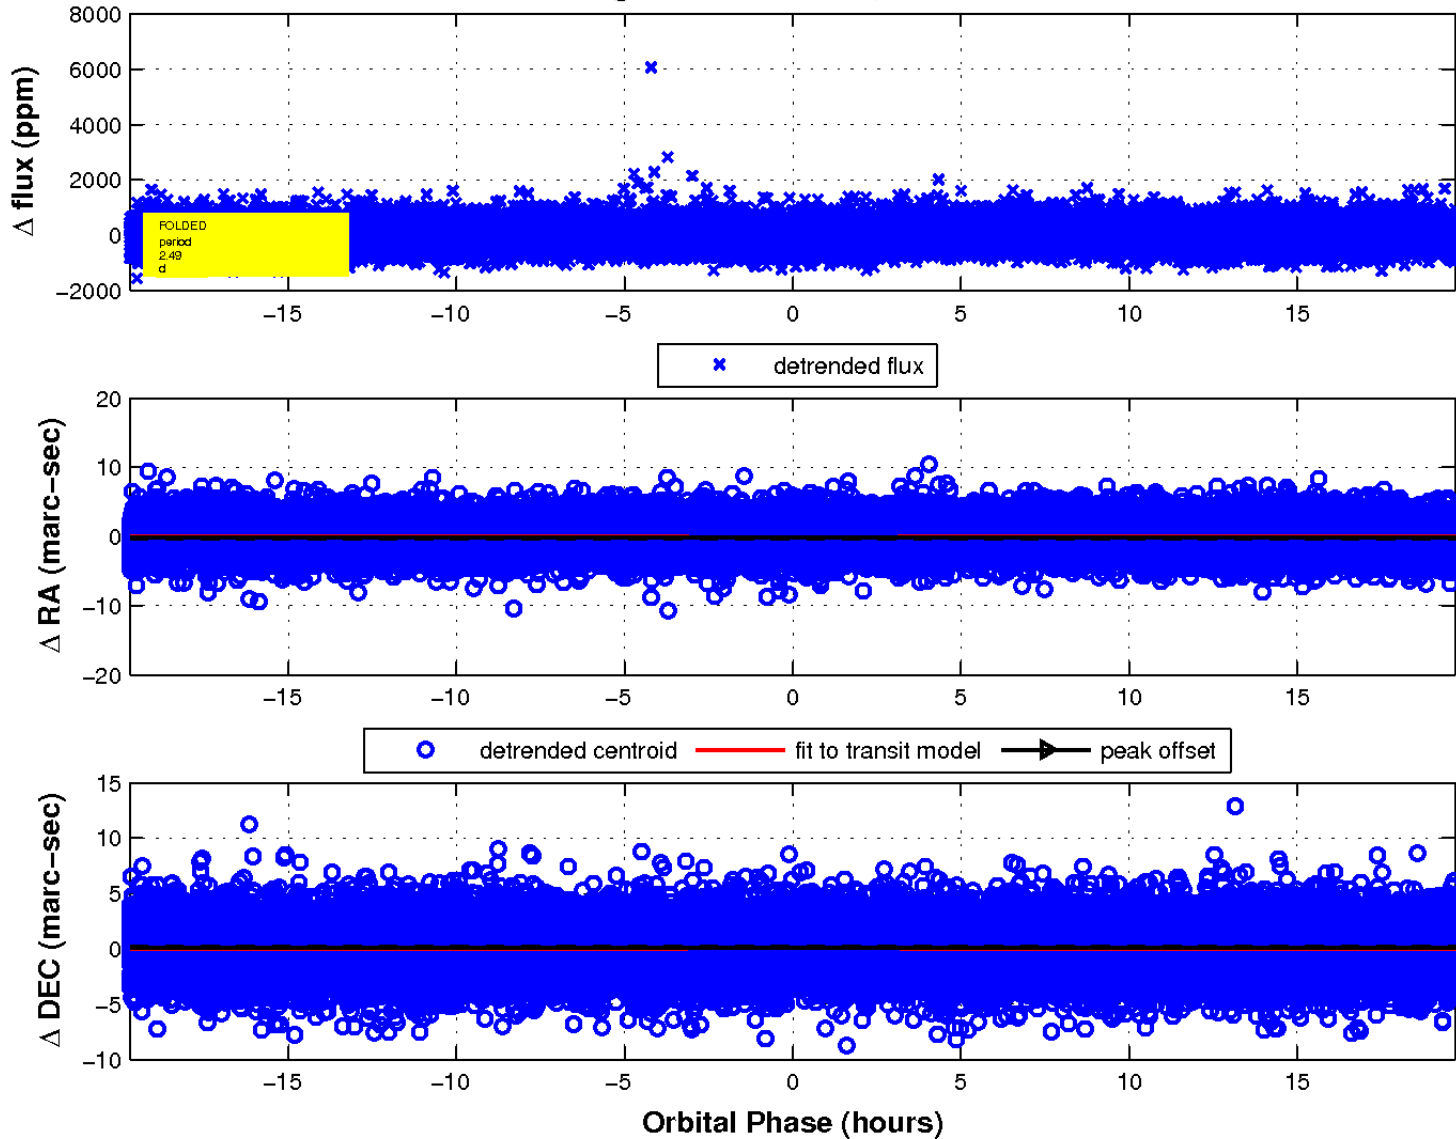 8000
6000
4000
2000
0
−2000
Δ flux (ppm)
FOLDED
period
2.49
d
−15 −10 −5 0 5 10 15
detrended flux
20
10
0
−10
−20
Δ RA (marc−sec)
−15 −10 −5 0 5 10 15
detrended centroid fit to transit model peak offset
15
10
5
0
−5
−10
Δ DEC (marc−sec)
−15 −10 −5 0 5 10 15
Orbital Phase (hours)